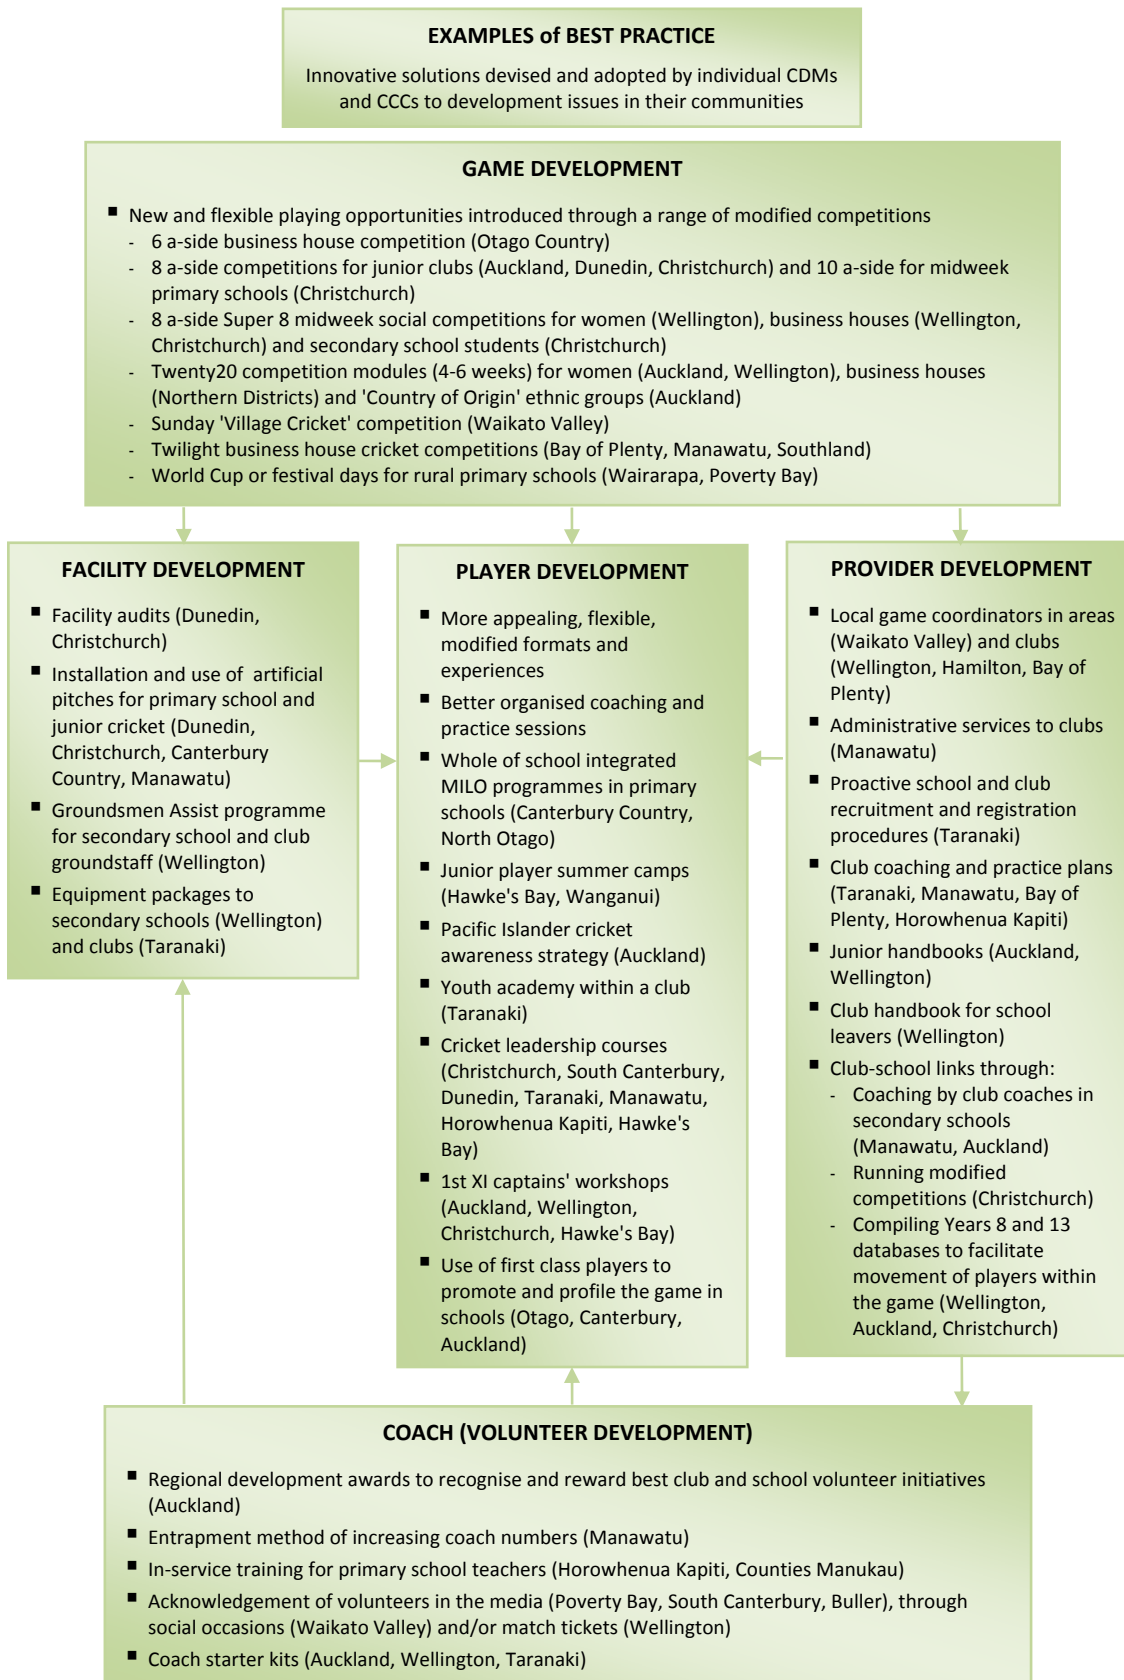 EXAMPLES of BEST PRACTICE
Innovative solutions devised and adopted by individual CDMs
and CCCs to development issues in their communities
GAME DEVELOPMENT
▪ New and flexible playing opportunities introduced through a range of modified competitions
- 6 a-side business house competition (Otago Country)
- 8 a-side competitions for junior clubs (Auckland, Dunedin, Christchurch) and 10 a-side for midweek
primary schools (Christchurch)
- 8 a-side Super 8 midweek social competitions for women (Wellington), business houses (Wellington,
Christchurch) and secondary school students (Christchurch)
- Twenty20 competition modules (4-6 weeks) for women (Auckland, Wellington), business houses
(Northern Districts) and 'Country of Origin' ethnic groups (Auckland)
- Sunday 'Village Cricket' competition (Waikato Valley)
- Twilight business house cricket competitions (Bay of Plenty, Manawatu, Southland)
- World Cup or festival days for rural primary schools (Wairarapa, Poverty Bay)
FACILITY DEVELOPMENT
▪ Facility audits (Dunedin,
Christchurch)
▪ Installation and use of artificial
pitches for primary school and
junior cricket (Dunedin,
Christchurch, Canterbury
Country, Manawatu)
▪ Groundsmen Assist programme
for secondary school and club
groundstaff (Wellington)
▪ Equipment packages to
secondary schools (Wellington)
and clubs (Taranaki)
PLAYER DEVELOPMENT
▪ More appealing, flexible,
modified formats and
experiences
▪ Better organised coaching and
practice sessions
▪ Whole of school integrated
MILO programmes in primary
schools (Canterbury Country,
North Otago)
▪ Junior player summer camps
(Hawke's Bay, Wanganui)
▪ Pacific Islander cricket
awareness strategy (Auckland)
▪ Youth academy within a club
(Taranaki)
▪ Cricket leadership courses
(Christchurch, South Canterbury,
Dunedin, Taranaki, Manawatu,
Horowhenua Kapiti, Hawke's
Bay)
▪ 1st XI captains' workshops
(Auckland, Wellington,
Christchurch, Hawke's Bay)
▪ Use of first class players to
promote and profile the game in
schools (Otago, Canterbury,
Auckland)
PROVIDER DEVELOPMENT
▪ Local game coordinators in areas
(Waikato Valley) and clubs
(Wellington, Hamilton, Bay of
Plenty)
▪ Administrative services to clubs
(Manawatu)
▪ Proactive school and club
recruitment and registration
procedures (Taranaki)
▪ Club coaching and practice plans
(Taranaki, Manawatu, Bay of
Plenty, Horowhenua Kapiti)
▪ Junior handbooks (Auckland,
Wellington)
▪ Club handbook for school
leavers (Wellington)
▪ Club-school links through:
- Coaching by club coaches in
secondary schools
(Manawatu, Auckland)
- Running modified
competitions (Christchurch)
- Compiling Years 8 and 13
databases to facilitate
movement of players within
the game (Wellington,
Auckland, Christchurch)
COACH (VOLUNTEER DEVELOPMENT)
▪ Regional development awards to recognise and reward best club and school volunteer initiatives
(Auckland)
▪ Entrapment method of increasing coach numbers (Manawatu)
▪ In-service training for primary school teachers (Horowhenua Kapiti, Counties Manukau)
▪ Acknowledgement of volunteers in the media (Poverty Bay, South Canterbury, Buller), through
social occasions (Waikato Valley) and/or match tickets (Wellington)
▪ Coach starter kits (Auckland, Wellington, Taranaki)